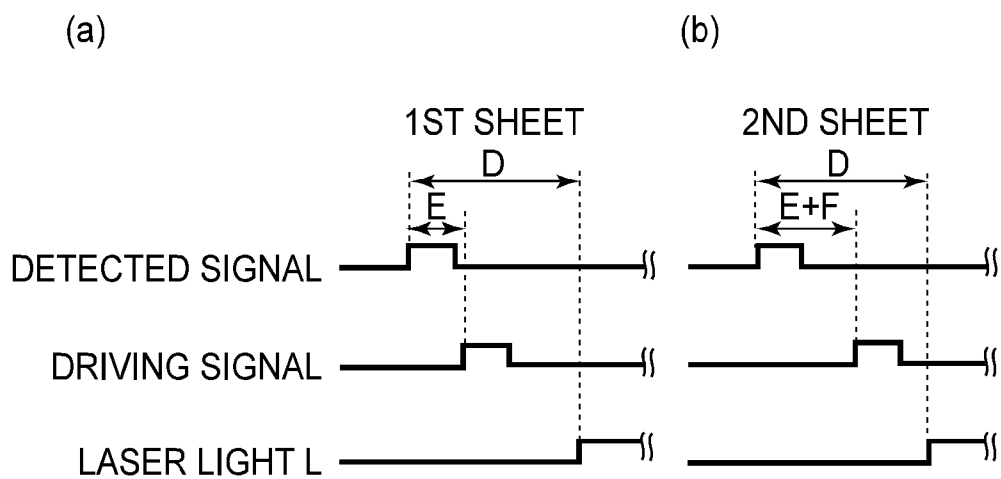 (a)
(b)
1ST SHEET
2ND SHEET
D
D
E
E+F
DETECTED SIGNAL
DRIVING SIGNAL
LASER LIGHT L